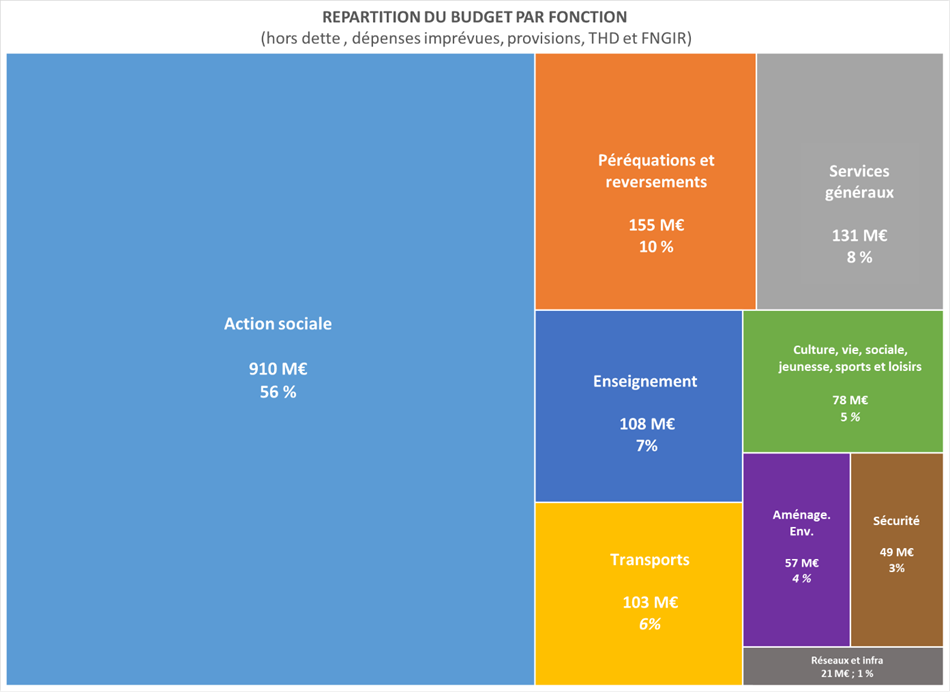 REPARTITION DU BUDGET PAR FONCTION
(hors dette , dépenses imprévues, provisions, THD et FNGIR)
Action sociale
910 M€
56 %
Péréquations et
reversements
155 M€
10 %
Services
généraux
131 M€
8 %
Enseignement
108 M€
7%
Culture, vie, sociale,
jeunesse, sports et loisirs
78 M€
5 %
Transports
103 M€
6%
Aménage.
Env.
57 M€
4 %
Sécurité
49 M€
3%
Réseaux et infra
21 M€ ; 1 %